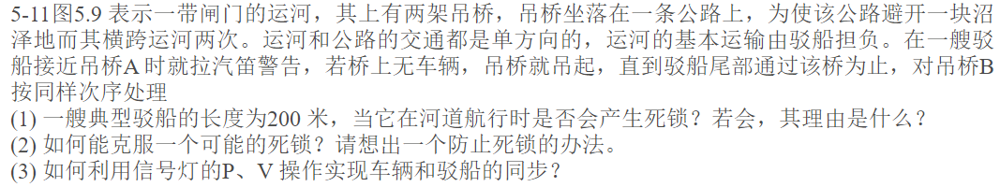 5-11图5.9 表示一带闸门的运河，其上有两架吊桥，吊桥坐落在一条公路上，为使该公路避开一块沼
泽地而其横跨运河两次。运河和公路的交通都是单方向的，运河的基本运输由驳船担负。在一艘驳
船接近吊桥A 时就拉汽笛警告，若桥上无车辆，吊桥就吊起，直到驳船尾部通过该桥为止，对吊桥B
按同样次序处理
(1) 一艘典型驳船的长度为200 米，当它在河道航行时是否会产生死锁？若会，其理由是什么？
(2) 如何能克服一个可能的死锁？请想出一个防止死锁的办法。
(3) 如何利用信号灯的P、V 操作实现车辆和驳船的同步？